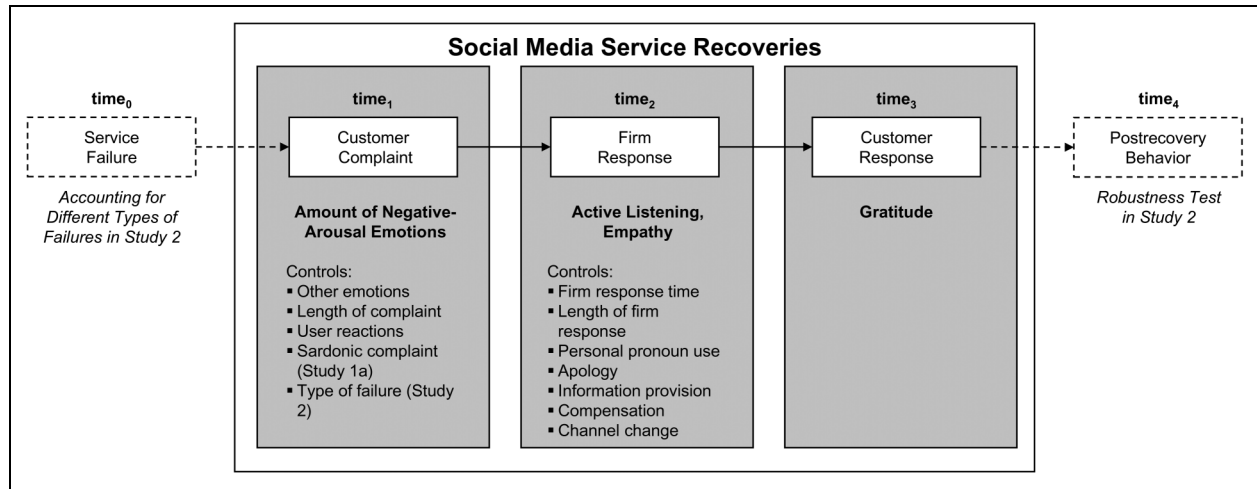 Social Media Service Recoveries
time0
Service
Failure
Accounting for
Different Types of
Failures in Study 2
time1
Customer
Complaint
Amount of Negative-
Arousal Emotions
Controls:
▪ Other emotions
▪ Length of complaint
▪ User reactions
▪ Sardonic complaint
(Study 1a)
▪ Type of failure (Study
2)
time2
Firm
Response
Active Listening,
Empathy
Controls:
▪ Firm response time
▪ Length of firm
response
▪ Personal pronoun use
▪ Apology
▪ Information provision
▪ Compensation
▪ Channel change
time3
Customer
Response
Gratitude
time4
Postrecovery
Behavior
Robustness Test
in Study 2